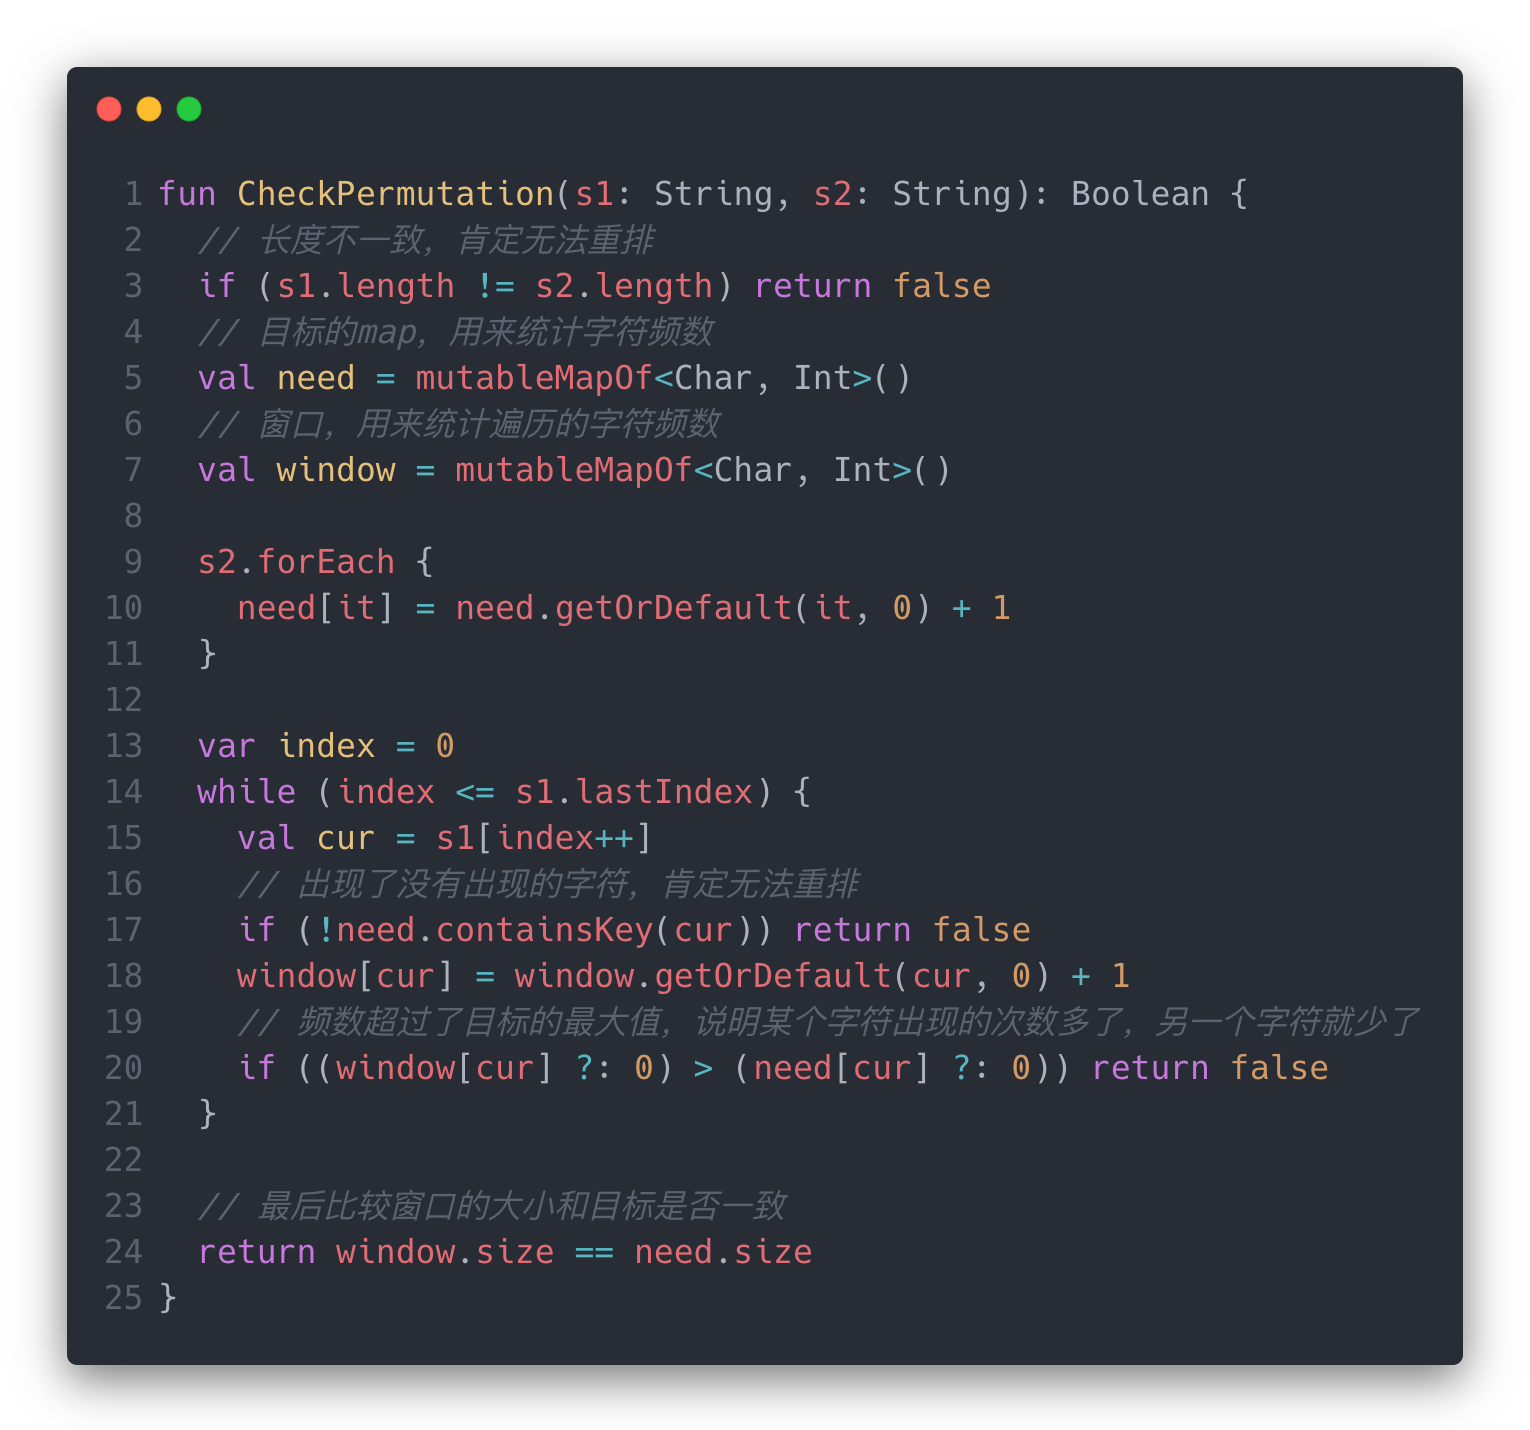 1 fun CheckPermutation(s1: String, s2: String): Boolean {
2   // 长度不一致，肯定无法重排
3   if (s1.length != s2.length) return false
4   // 目标的map，用来统计字符频数
5   val need = mutableMapOf<Char, Int>()
6   // 窗口，用来统计遍历的字符频数
7   val window = mutableMapOf<Char, Int>()
8
9   s2.forEach {
10     need[it] = need.getOrDefault(it, 0) + 1
11   }
12
13   var index = 0
14   while (index <= s1.lastIndex) {
15     val cur = s1[index++]
16     // 出现了没有出现的字符，肯定无法重排
17     if (!need.containsKey(cur)) return false
18     window[cur] = window.getOrDefault(cur, 0) + 1
19     // 频数超过了目标的最大值，说明某个字符出现的次数多了，另一个字符就少了
20     if ((window[cur] ?: 0) > (need[cur] ?: 0)) return false
21   }
22
23   // 最后比较窗口的大小和目标是否一致
24   return window.size == need.size
25 }